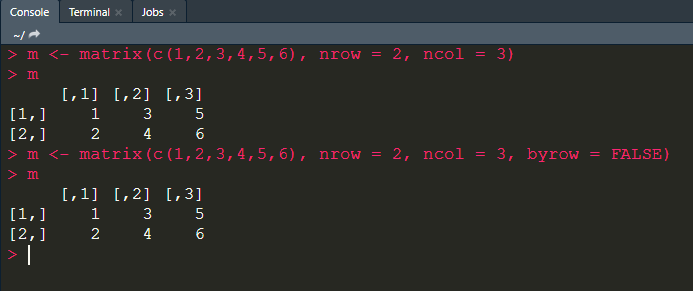 Console Terminal × Jobs ×
~/
> m <- matrix(c(1,2,3,4,5,6), nrow = 2, ncol = 3)
> m
     [,1] [,2] [,3]
[1,]    1    3    5
[2,]    2    4    6
> m <- matrix(c(1,2,3,4,5,6), nrow = 2, ncol = 3, byrow = FALSE)
> m
     [,1] [,2] [,3]
[1,]    1    3    5
[2,]    2    4    6
>